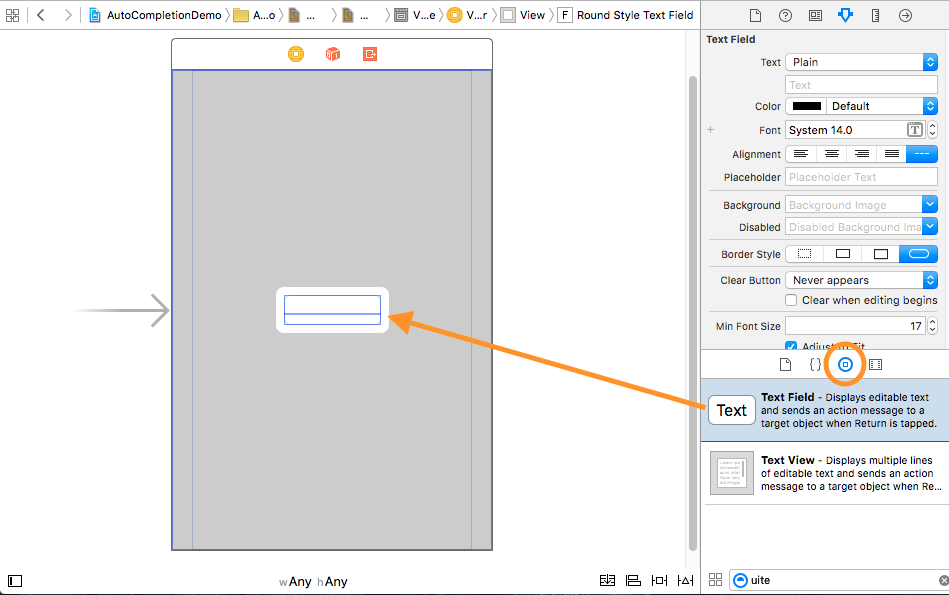 AutoCompletionDemo
A...o
...
...
V...e
V...r
View
F
Round Style Text Field
Text Field
Text
Plain
Text
Color
Default
Font
System 14.0
T
Alignment
Placeholder
Placeholder Text
Background
Background Image
Disabled
Disabled Background Ima
Border Style
Clear Button
Never appears
Clear when editing begins
Min Font Size
17
Adjust to Fit
{}
Text
Text Field - Displays editable text
and sends an action message to a
target object when Return is tapped.
Text View - Displays multiple lines
of editable text and sends an action
message to a target object when Re...
wAny hAny
uite